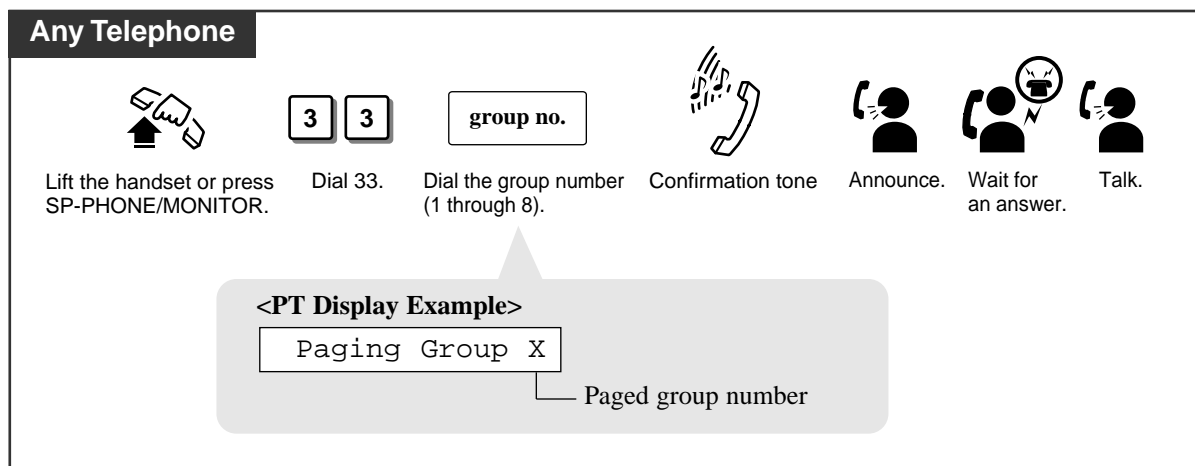 Any Telephone
3 3
group no.
Lift the handset or press
SP-PHONE/MONITOR.
Dial 33.
Dial the group number
(1 through 8).
Confirmation tone
Announce.
Wait for
an answer.
Talk.
<PT Display Example>
Paging Group X
Paged group number